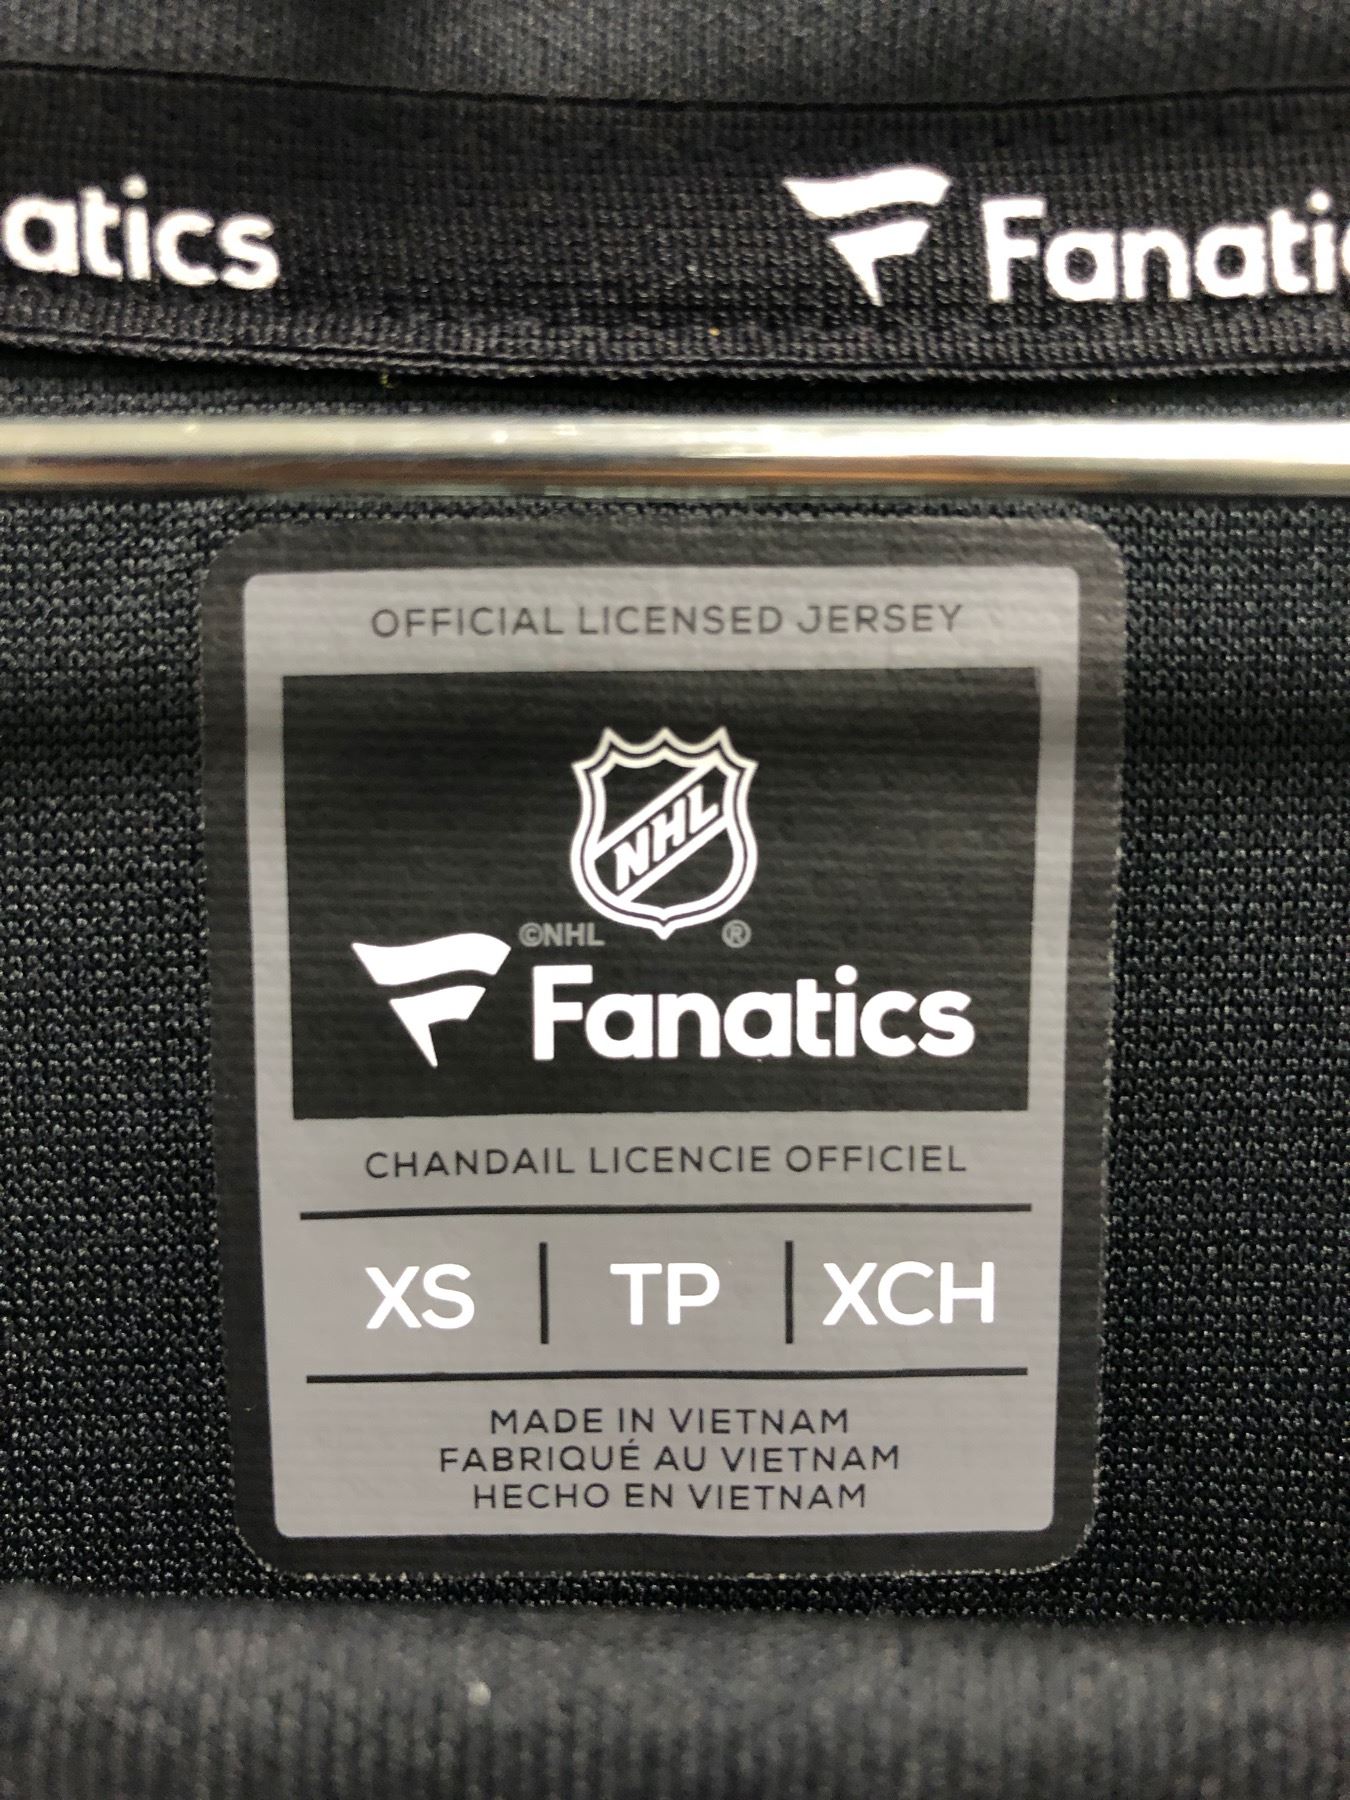 atics Fanatic
OFFICIAL LICENSED JERSEY
NHL
©NHL ®
Fanatics
CHANDAIL LICENCIE OFFICIEL
XS | TP | XCH
MADE IN VIETNAM
FABRIQUÉ AU VIETNAM
HECHO EN VIETNAM